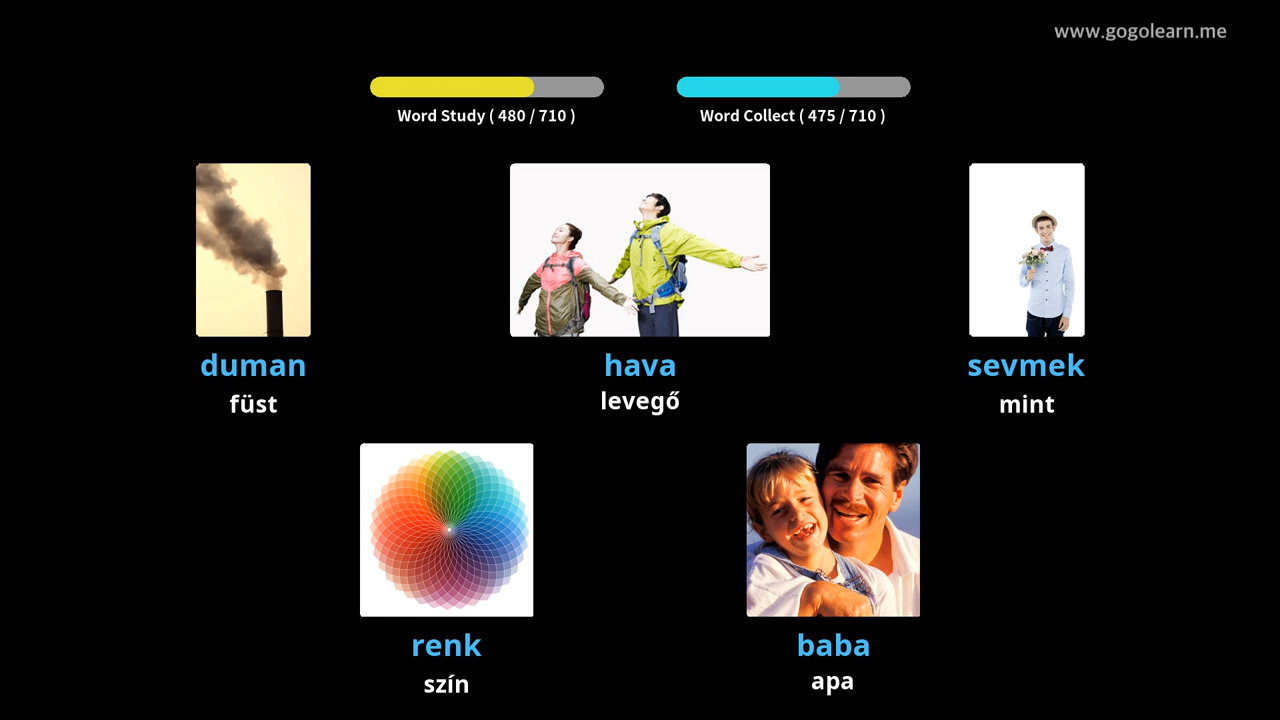 www.gogolearn.me
Word Study ( 480 / 710 )
Word Collect ( 475 / 710 )
duman
füst
hava
levegő
sevmek
mint
renk
szín
baba
apa